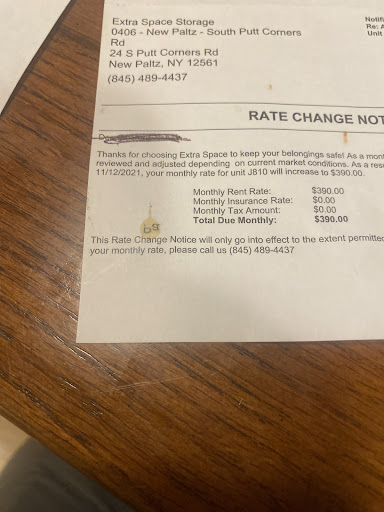 Extra Space Storage
0406 - New Paltz - South Putt Corners
Rd
24 S Putt Corners Rd
New Paltz, NY 12561
(845) 489-4437
Notifi
Re: A
Unit
RATE CHANGE NOT
Thanks for choosing Extra Space to keep your belongings safe! As a mon
reviewed and adjusted depending on current market conditions. As a resu
11/12/2021, your monthly rate for unit J810 will increase to $390.00.
Monthly Rent Rate: $390.00
Monthly Insurance Rate: $0.00
Monthly Tax Amount: $0.00
Total Due Monthly: $390.00
This Rate Change Notice will only go into effect to the extent permitted
your monthly rate, please call us (845) 489-4437